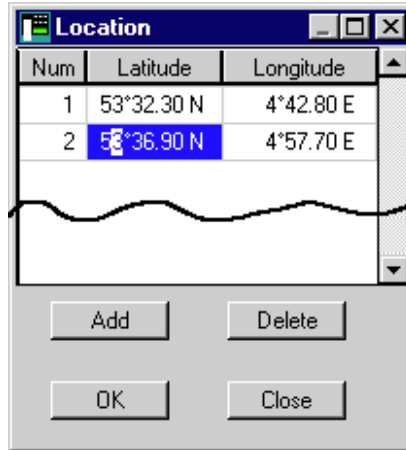 Location
Num Latitude Longitude
1 53°32.30 N 4°42.80 E
2 53°36.90 N 4°57.70 E
Add Delete
OK Close